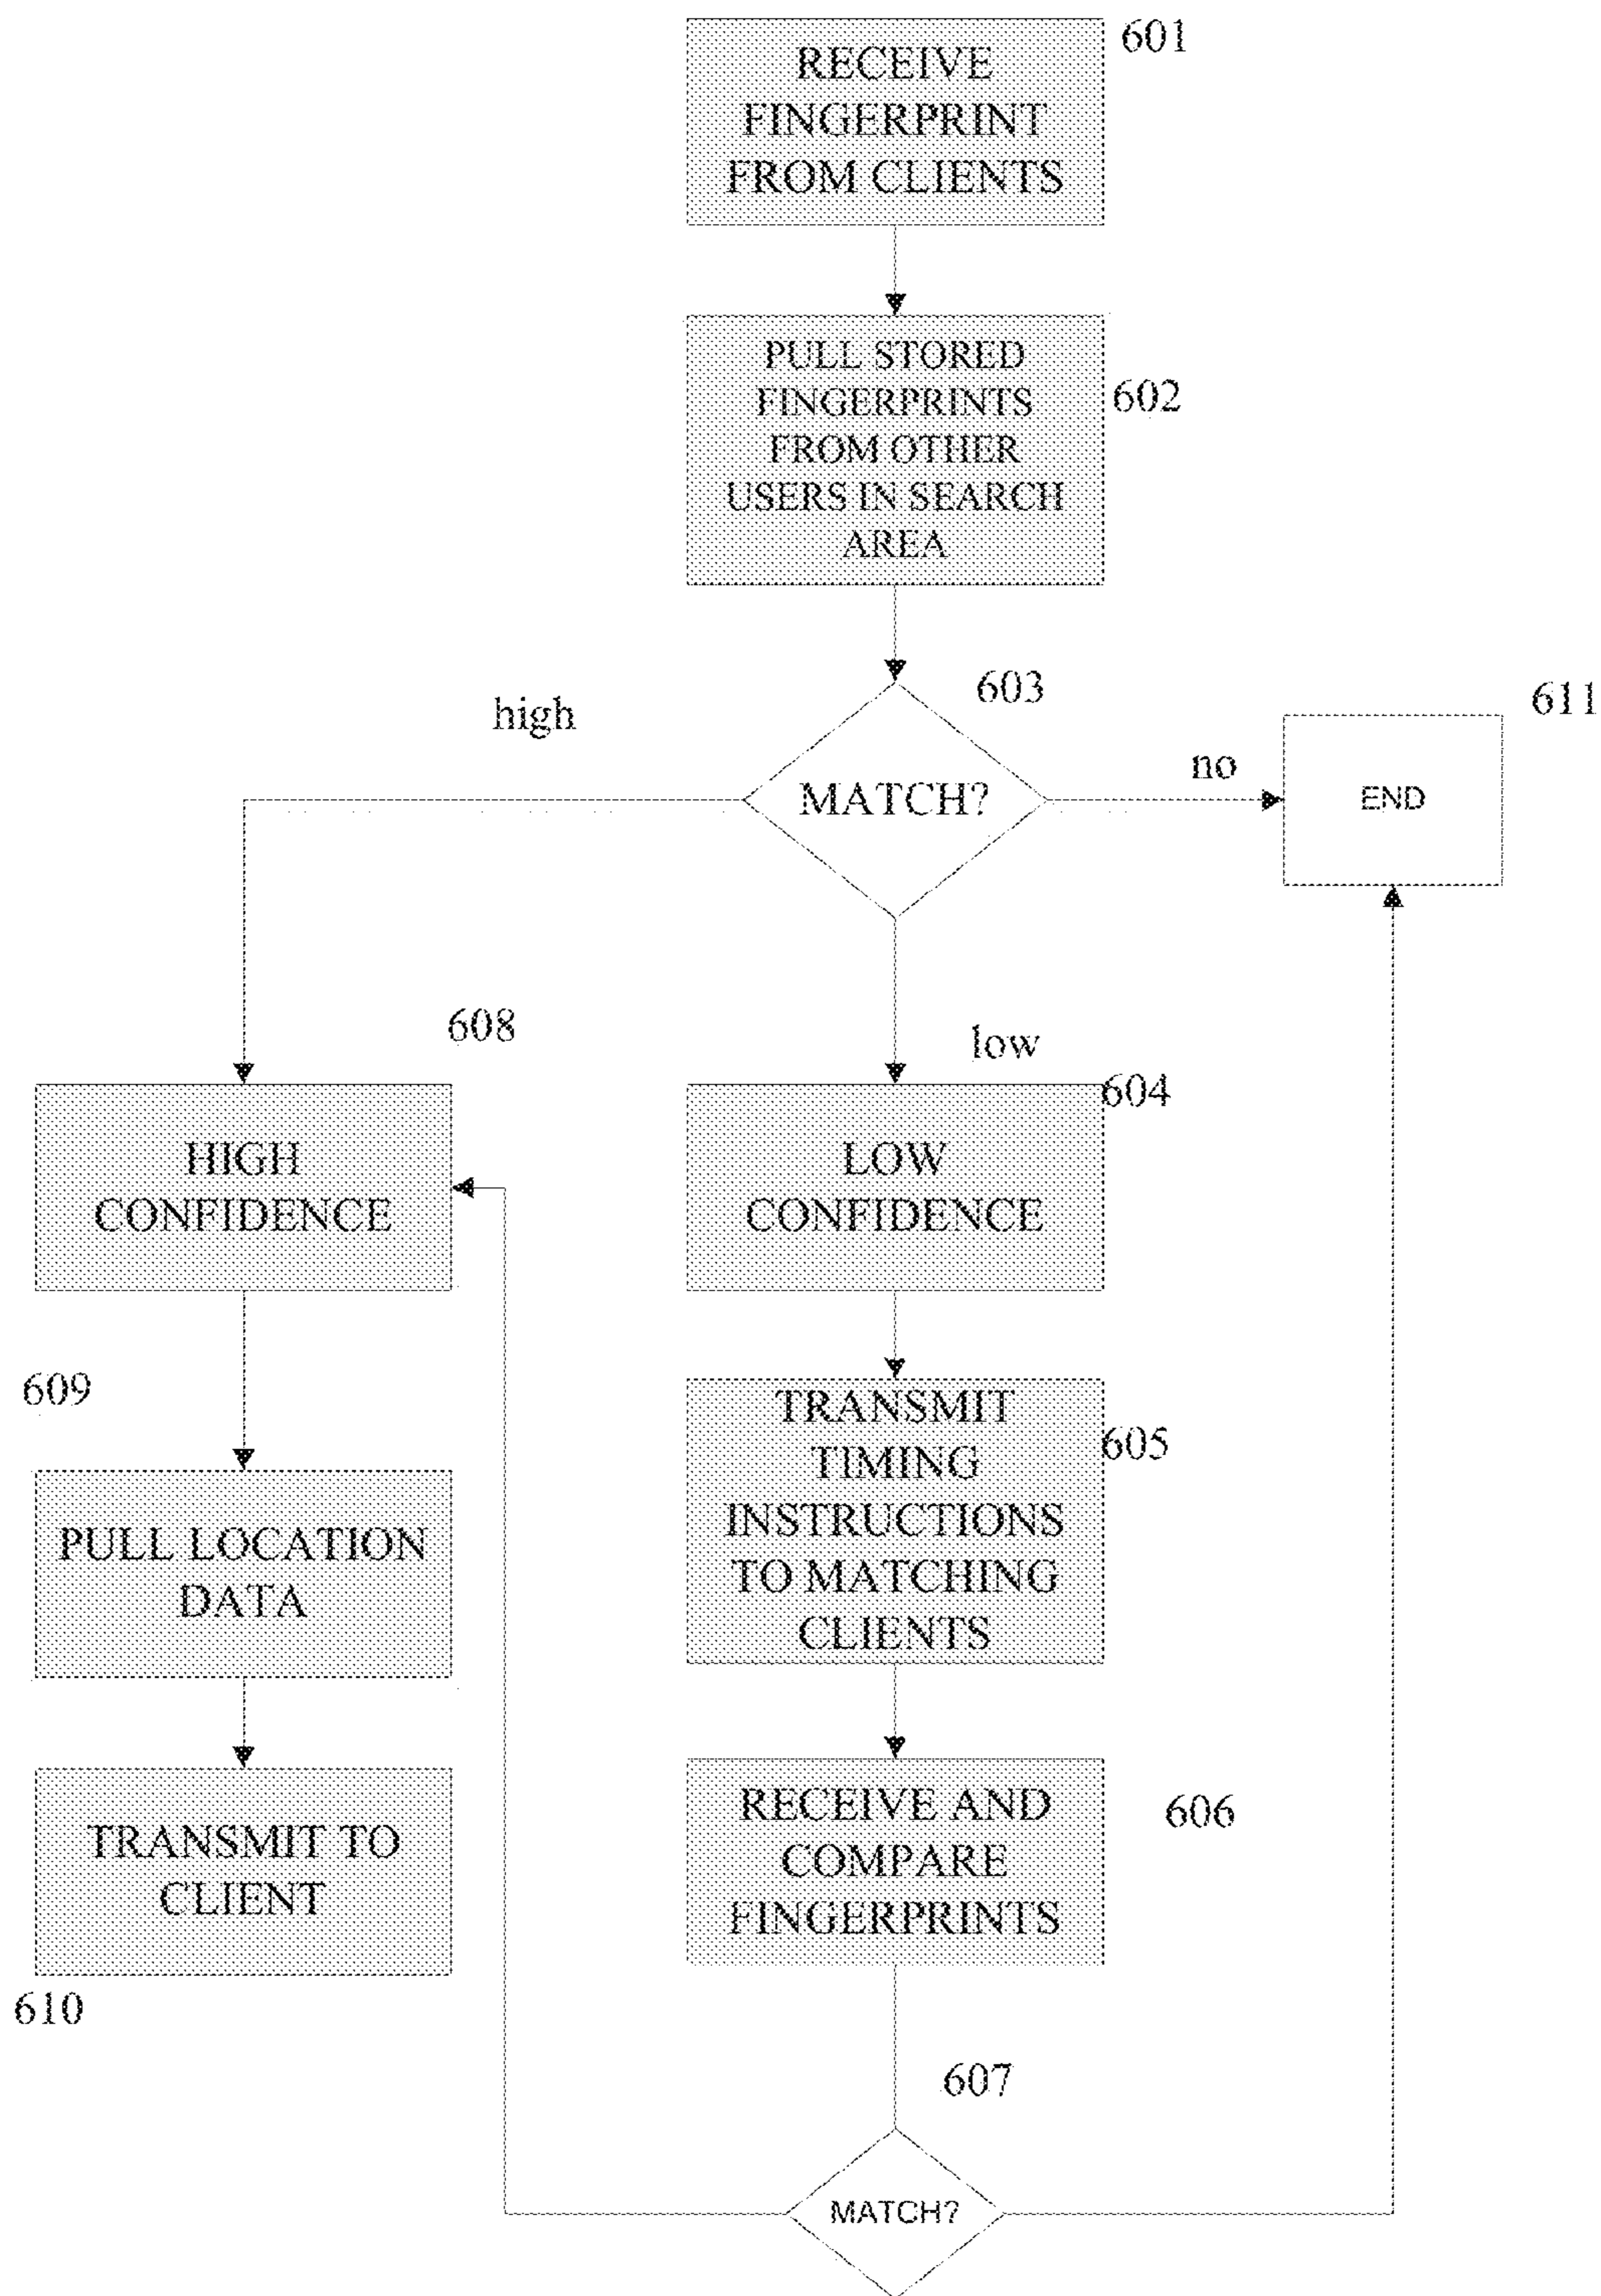 601
RECEIVE
FINGERPRINT
FROM CLIENTS
PULL STORED
FINGERPRINTS
FROM OTHER
USERS IN SEARCH
AREA
602
603
high
MATCH?
no
611
END
608
low
604
HIGH
CONFIDENCE
LOW
CONFIDENCE
609
TRANSMIT
TIMING
INSTRUCTIONS
TO MATCHING
CLIENTS
605
PULL LOCATION
DATA
RECEIVE AND
COMPARE
FINGERPRINTS
606
TRANSMIT TO
CLIENT
610
607
MATCH?